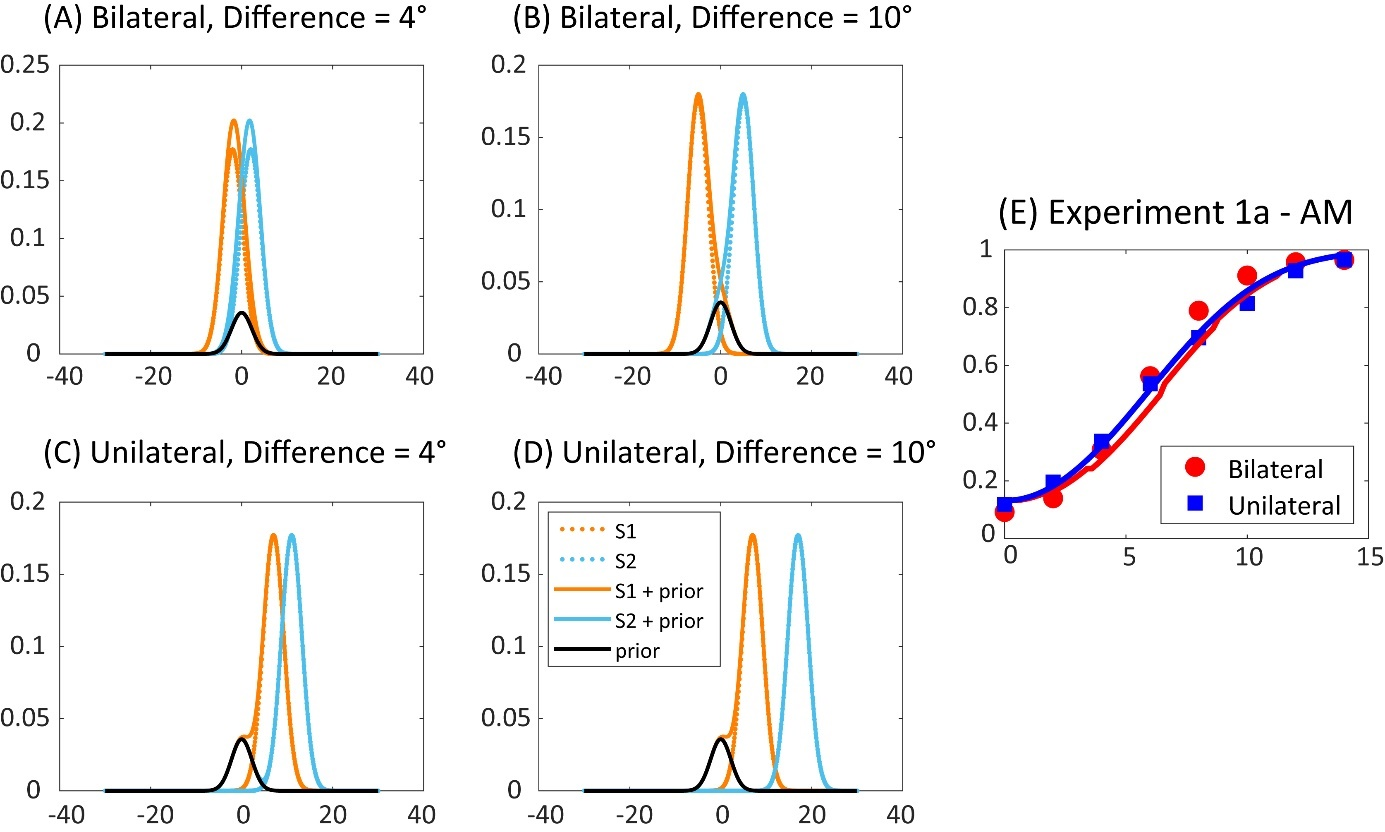 (A) Bilateral, Difference = 4°
0.25
0.2
0.15
0.1
0.05
0
-40 -20 0 20 40
(B) Bilateral, Difference = 10°
0.2
0.15
0.1
0.05
0
-40 -20 0 20 40
(C) Unilateral, Difference = 4°
0.2
0.15
0.1
0.05
0
-40 -20 0 20 40
(D) Unilateral, Difference = 10°
0.2
0.15
0.1
0.05
0
-40 -20 0 20 40
S1
S2
S1 + prior
S2 + prior
prior
(E) Experiment 1a - AM
1
0.8
0.6
0.4
0.2
0
0 5 10 15
Bilateral
Unilateral